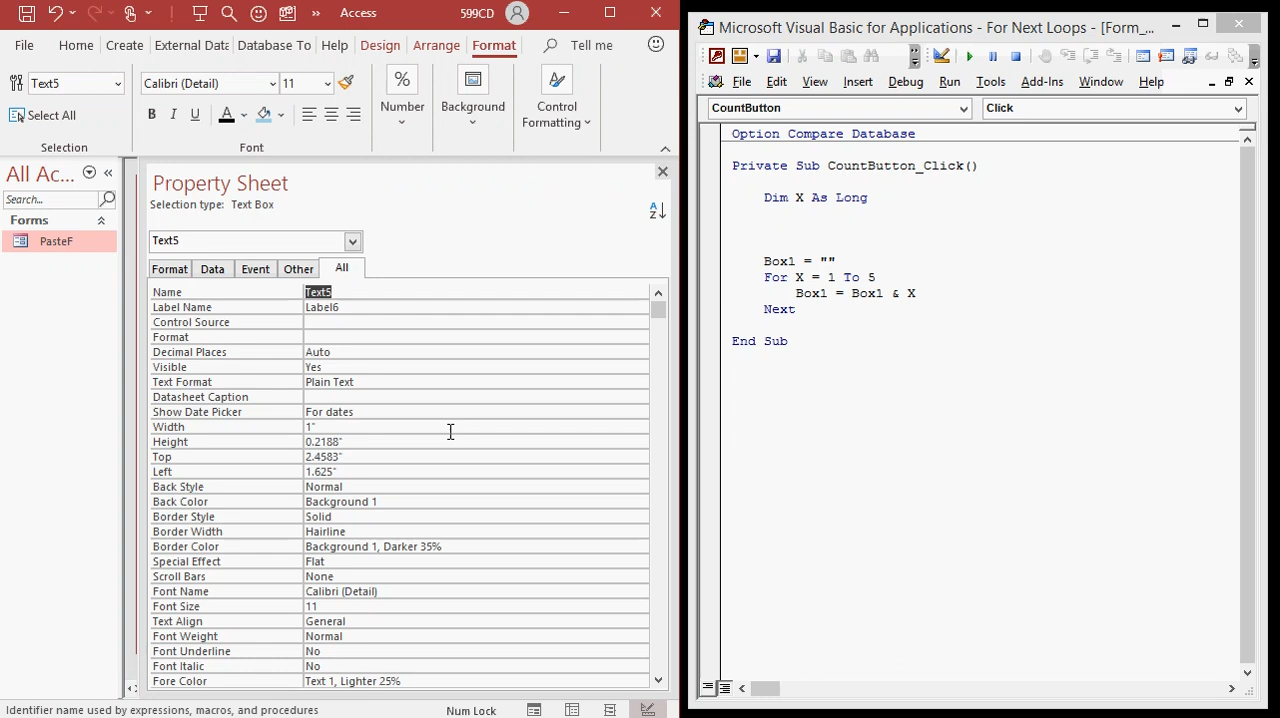 Access
599CD
File
Home
Create
External Data
Database To
Help
Design
Arrange
Format
Tell me
Text5
Calibri (Detail)
11
Select All
B
I
U
A
Number
Background
Control
Formatting
Selection
Font
All Ac...
Search...
Forms
PasteF
Property Sheet
Selection type: Text Box
A
Z
Text5
Format
Data
Event
Other
All
Name Text5
Label Name Label6
Control Source
Format
Decimal Places Auto
Visible Yes
Text Format Plain Text
Datasheet Caption
Show Date Picker For dates
Width 1"
Height 0.2188"
Top 2.4583"
Left 1.625"
Back Style Normal
Back Color Background 1
Border Style Solid
Border Width Hairline
Border Color Background 1, Darker 35%
Special Effect Flat
Scroll Bars None
Font Name Calibri (Detail)
Font Size 11
Text Align General
Font Weight Normal
Font Underline No
Font Italic No
Fore Color Text 1, Lighter 25%
Identifier name used by expressions, macros, and procedures
Num Lock
Microsoft Visual Basic for Applications - For Next Loops - [Form_...
File
Edit
View
Insert
Debug
Run
Tools
Add-Ins
Window
Help
CountButton
Click
Option Compare Database
Private Sub CountButton_Click()
Dim X As Long
Box1 = ""
For X = 1 To 5
Box1 = Box1 & X
Next
End Sub